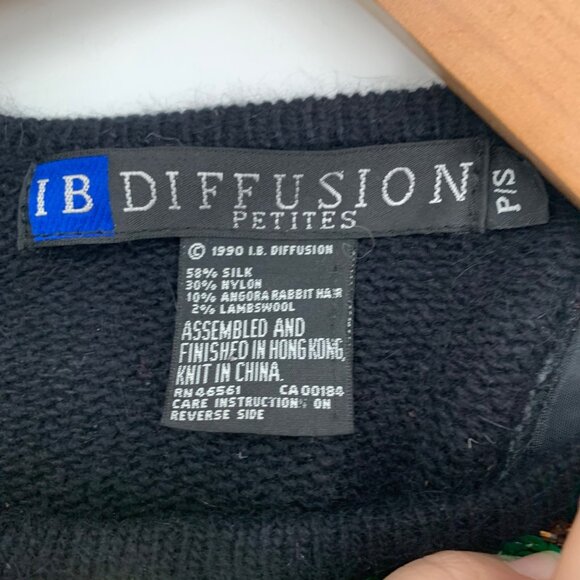 IB DIFFUSION
PETITES
P/S
© 1990 I.B. DIFFUSION
58% SILK
30% NYLON
10% ANGORA RABBIT HAIR
2% LAMBSWOOL
ASSEMBLED AND
FINISHED IN HONG KONG,
KNIT IN CHINA.
RN 46561 CA 00184
CARE INSTRUCTIONS ON
REVERSE SIDE